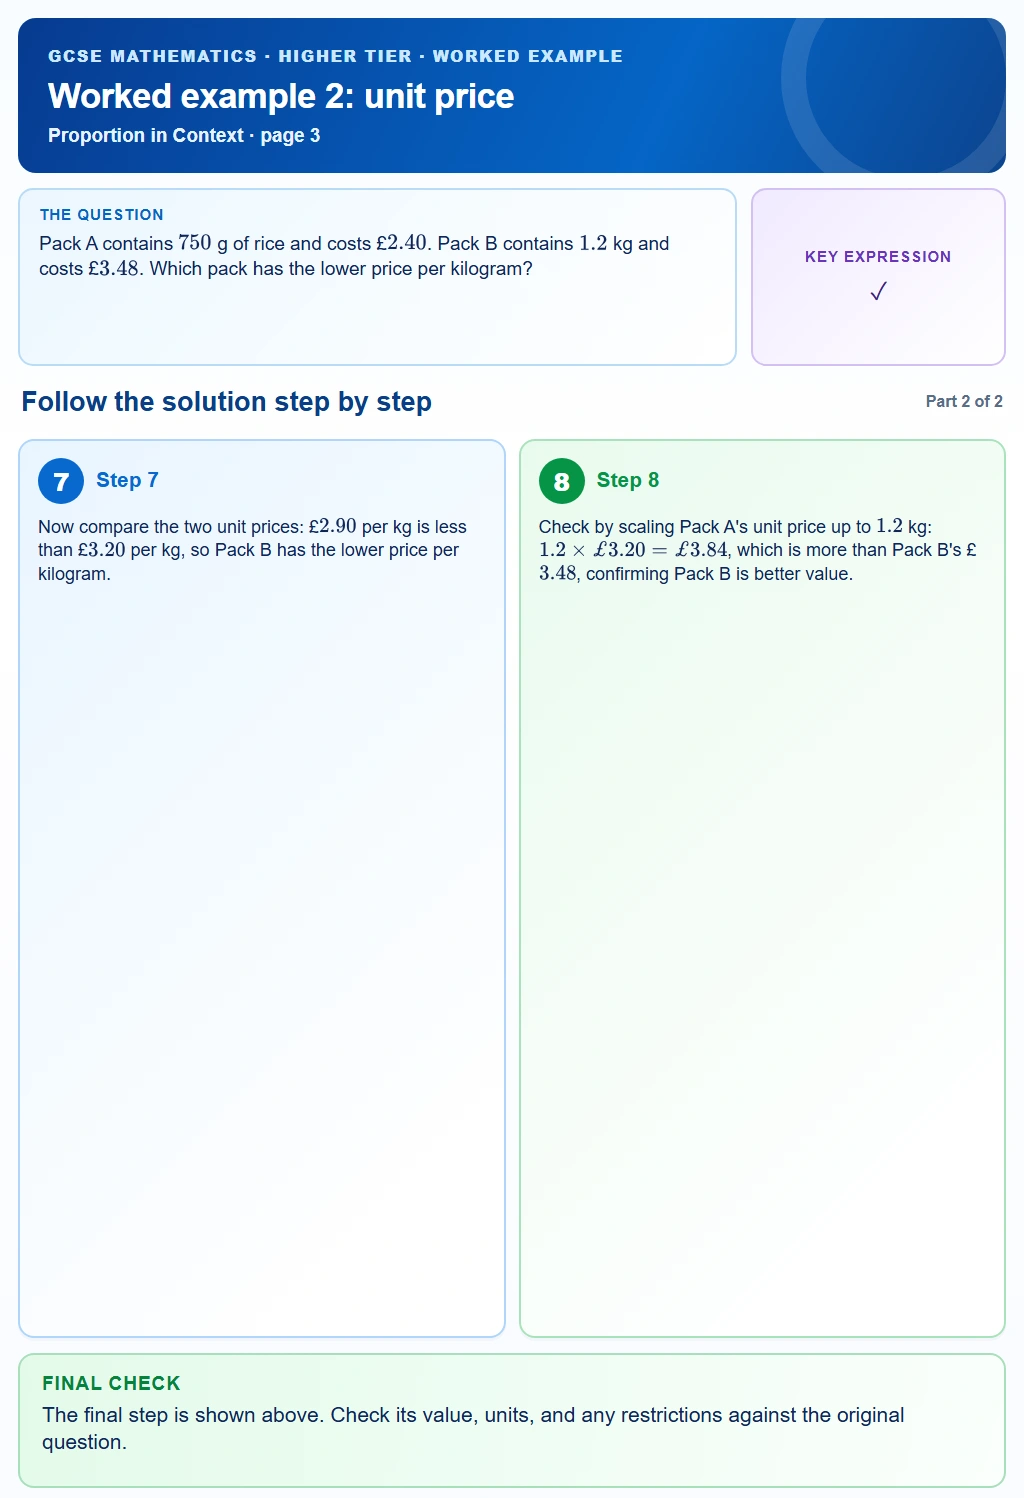 GCSE MATHEMATICS · HIGHER TIER · WORKED EXAMPLE
Worked example 2: unit price
Proportion in Context · page 3
THE QUESTION
Pack A contains 750 g of rice and costs £2.40. Pack B contains 1.2 kg and
costs £3.48. Which pack has the lower price per kilogram?
KEY EXPRESSION
✓
Follow the solution step by step
Part 2 of 2
7 Step 7
Now compare the two unit prices: £2.90 per kg is less
than £3.20 per kg, so Pack B has the lower price per
kilogram.
8 Step 8
Check by scaling Pack A's unit price up to 1.2 kg:
1.2 × £3.20 = £3.84, which is more than Pack B's £
3.48, confirming Pack B is better value.
FINAL CHECK
The final step is shown above. Check its value, units, and any restrictions against the original
question.